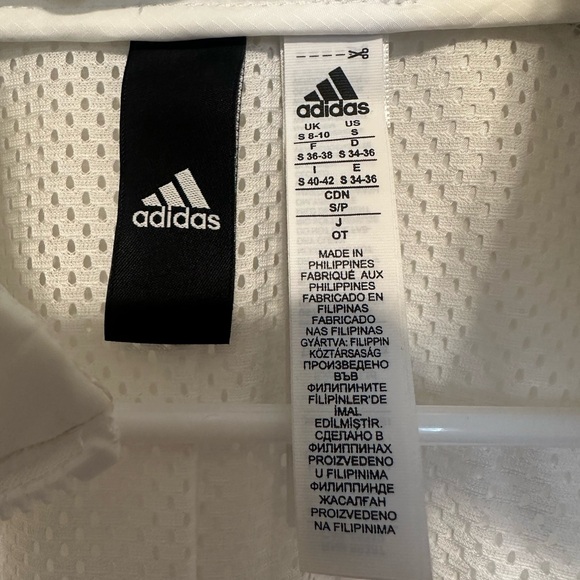 adidas
adidas
UK US
S 8-10 S
F D
S 36-38 S 34-36
I E
S 40-42 S 34-36
CDN
S/P
J
OT
MADE IN
PHILIPPINES
FABRIQUÉ AUX
PHILIPPINES
FABRICADO EN
FILIPINAS
FABRICADO
NAS FILIPINAS
GYÁRTVA: FILIPPIN
KÖZTÁRSASÁG
ПРОИЗВЕДЕНО
ВЪВ
ФИЛИПИНИТЕ
FİLİPİNLER'DE
İMAL
EDİLMİŞTİR.
СДЕЛАНО В
ФИЛИППИНАХ
PROIZVEDENO
U FILIPINIMA
ФИЛИППИНДЕ
ЖАСАЛҒАН
PROIZVEDENO
NA FILIPINIMA